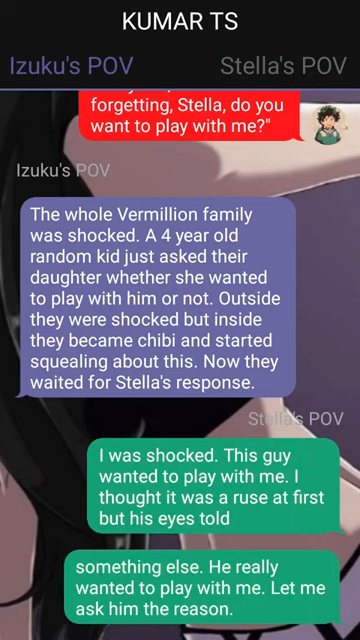 KUMAR TS
Izuku's POV
Stella's POV
forgetting, Stella, do you
want to play with me?"
Izuku's POV
The whole Vermillion family
was shocked. A 4 year old
random kid just asked their
daughter whether she wanted
to play with him or not. Outside
they were shocked but inside
they became chibi and started
squealing about this. Now they
waited for Stella's response.
Stella's POV
I was shocked. This guy
wanted to play with me. I
thought it was a ruse at first
but his eyes told
something else. He really
wanted to play with me. Let me
ask him the reason.